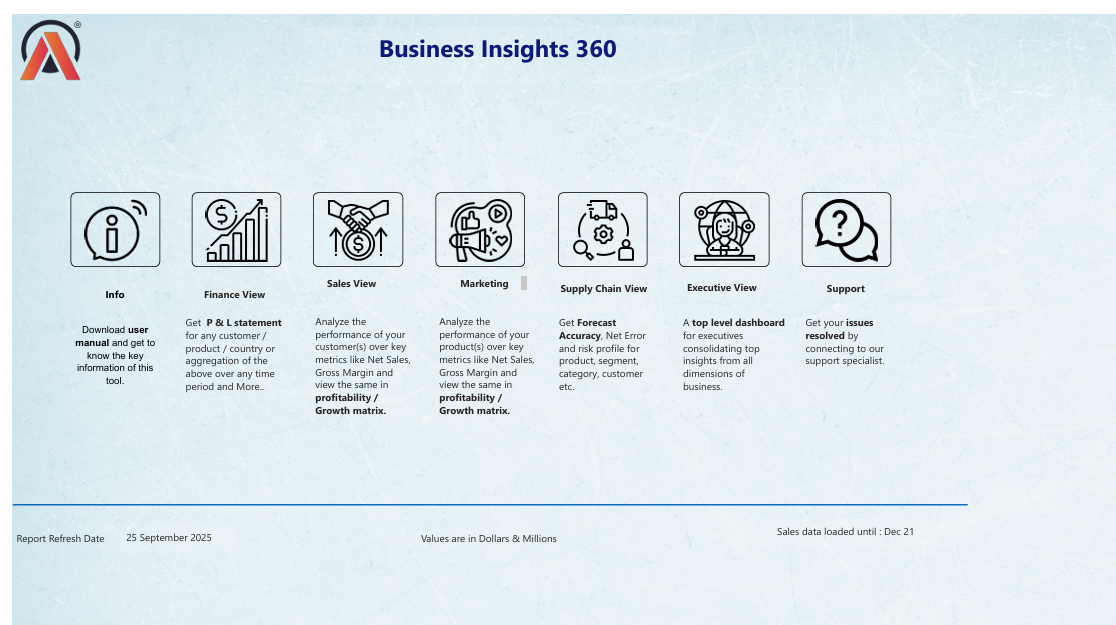 ®
Business Insights 360
Info
Download user
manual and get to
know the key
information of this
tool.
Finance View
Get  P & L statement
for any customer /
product / country or
aggregation of the
above over any time
period and More..
Sales View
Analyze the
performance of your
customer(s) over key
metrics like Net Sales,
Gross Margin and
view the same in
profitability /
Growth matrix.
Marketing
Analyze the
performance of your
product(s) over key
metrics like Net Sales,
Gross Margin and
view the same in
profitability /
Growth matrix.
Supply Chain View
Get Forecast
Accuracy, Net Error
and risk profile for
product, segment,
category, customer
etc.
Executive View
A top level dashboard
for executives
consolidating top
insights from all
dimensions of
business.
Support
Get your issues
resolved by
connecting to our
support specialist.
Report Refresh Date 25 September 2025
Values are in Dollars & Millions
Sales data loaded until : Dec 21